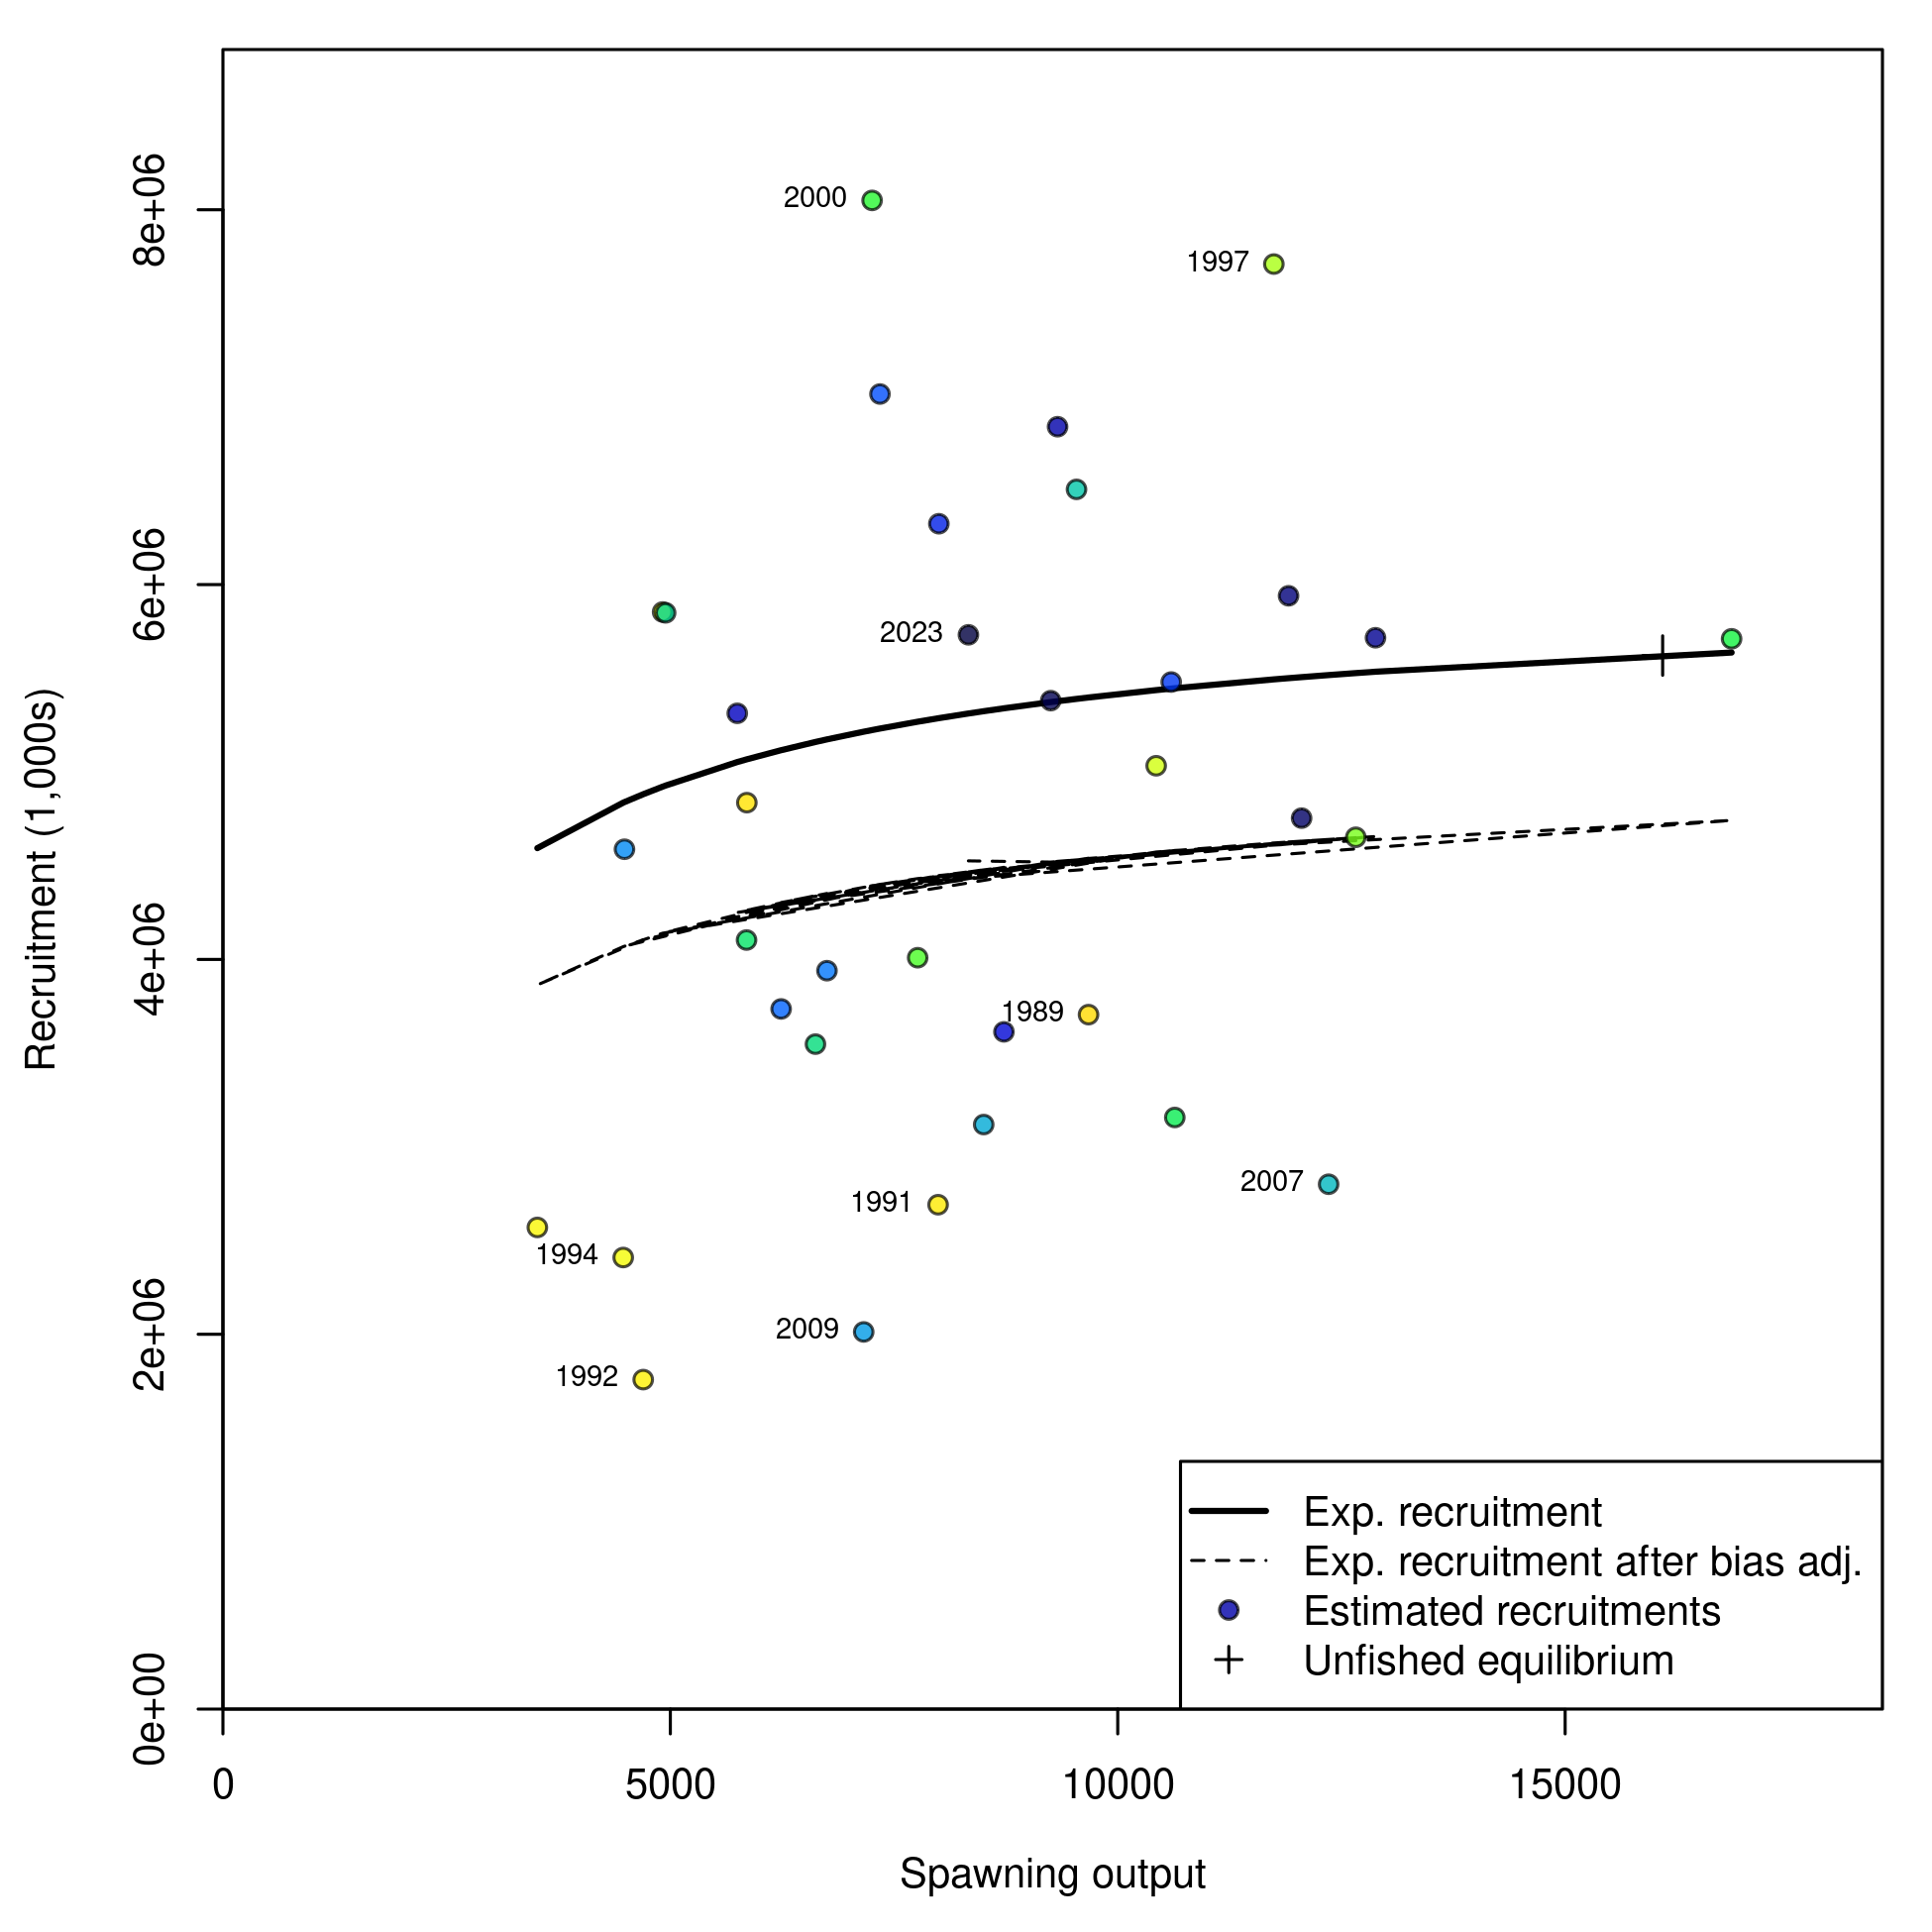 8e+06
6e+06
4e+06
2e+06
0e+00
Recruitment (1,000s)
2000
1997
2023
1989
2007
1991
1994
2009
1992
Exp. recruitment
Exp. recruitment after bias adj.
Estimated recruitments
Unfished equilibrium
0 5000 10000 15000
Spawning output